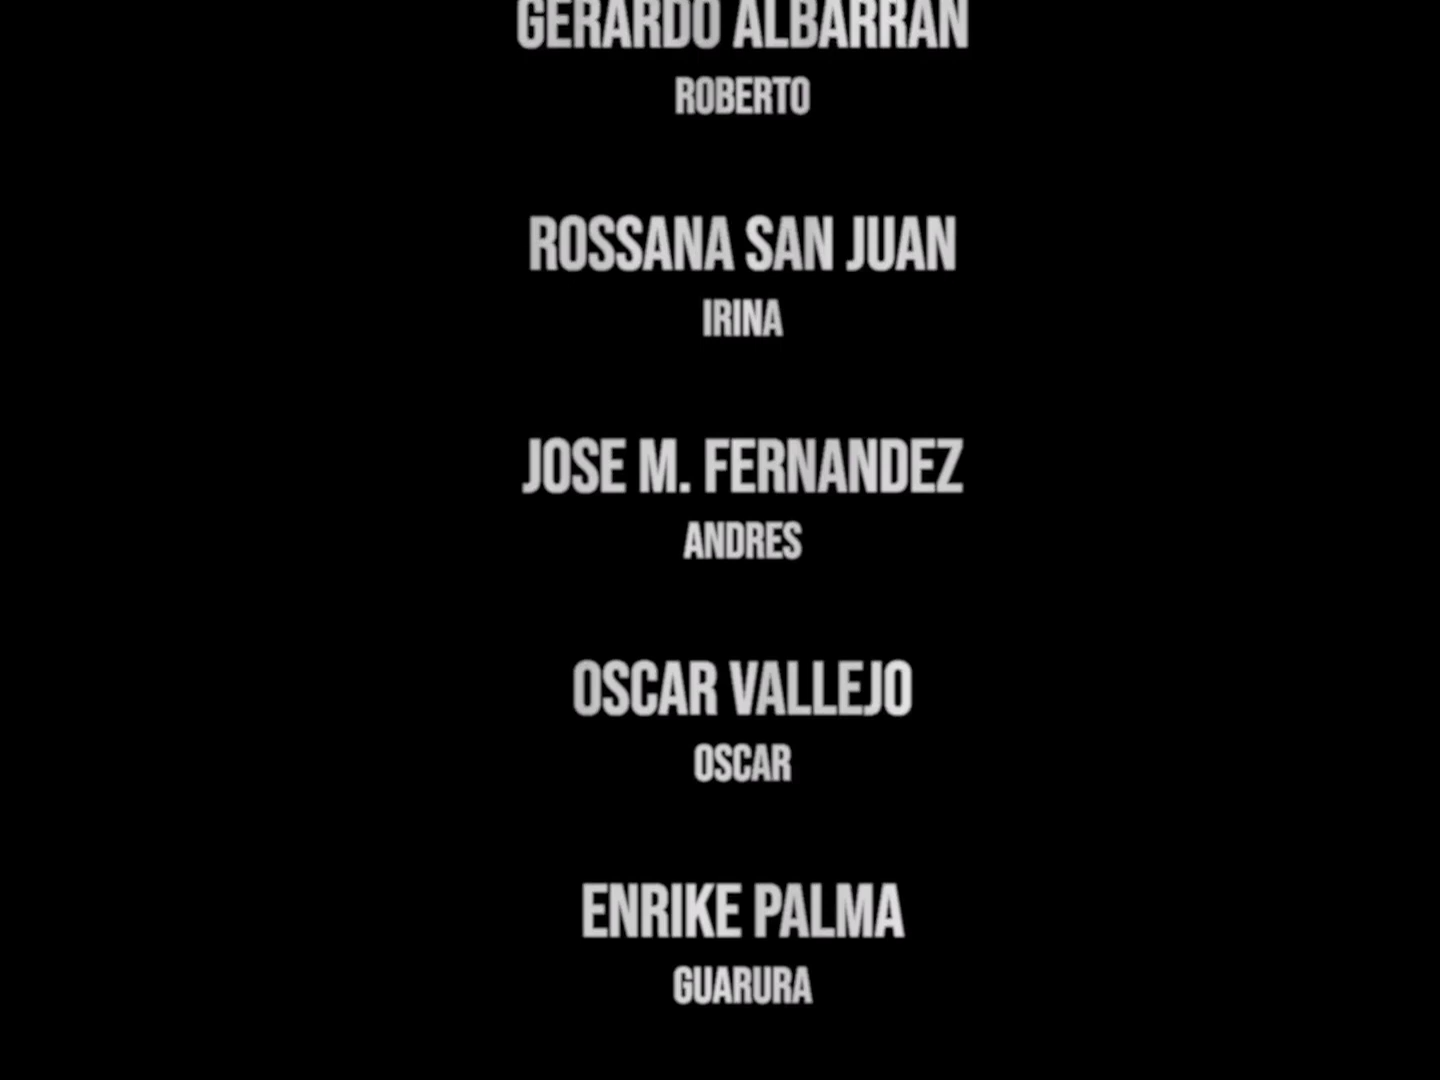 GERARDO ALBARRAN
ROBERTO
ROSSANA SAN JUAN
IRINA
JOSE M. FERNANDEZ
ANDRES
OSCAR VALLEJO
OSCAR
ENRIKE PALMA
GUARURA